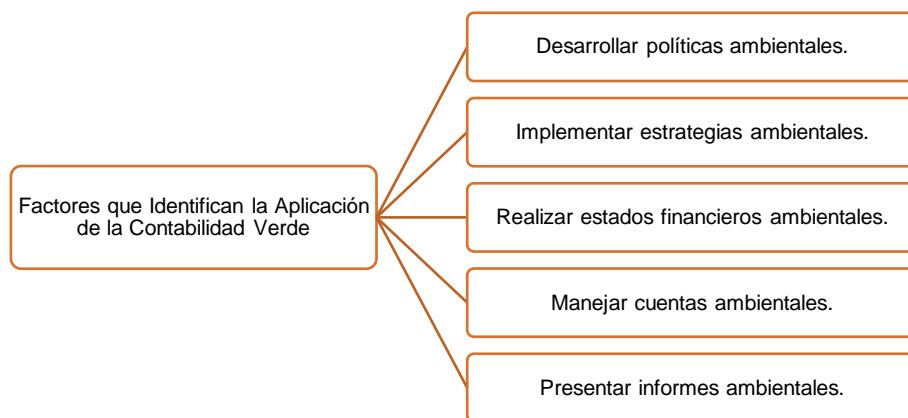 Factores que Identifican la Aplicación
de la Contabilidad Verde
Desarrollar políticas ambientales.
Implementar estrategias ambientales.
Realizar estados financieros ambientales.
Manejar cuentas ambientales.
Presentar informes ambientales.